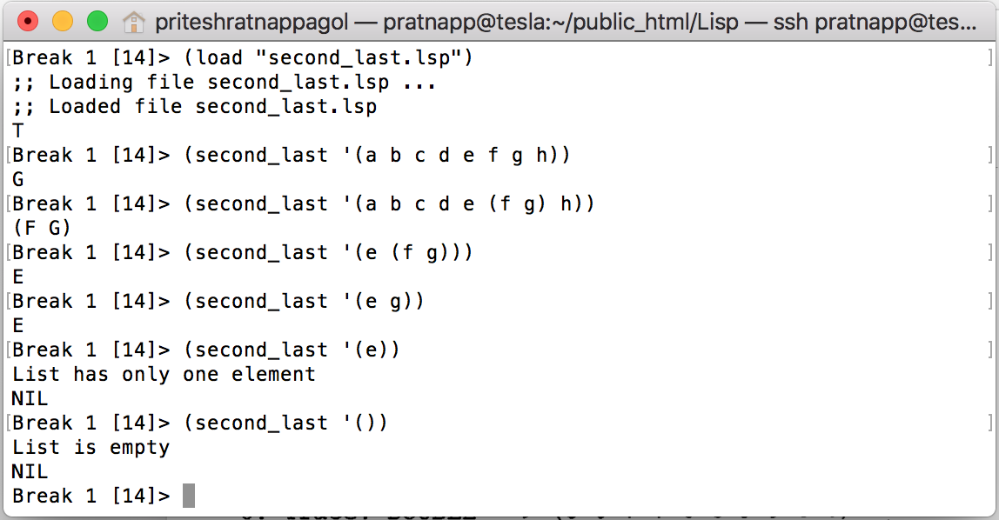 priteshratnappagol — pratnapp@tesla:~/public_html/Lisp — ssh pratnapp@tes...
[Break 1 [14]> (load "second_last.lsp") ]
;; Loading file second_last.lsp ...
;; Loaded file second_last.lsp
T
[Break 1 [14]> (second_last '(a b c d e f g h)) ]
G
[Break 1 [14]> (second_last '(a b c d e (f g) h)) ]
(F G)
[Break 1 [14]> (second_last '(e (f g))) ]
E
[Break 1 [14]> (second_last '(e g)) ]
E
[Break 1 [14]> (second_last '(e)) ]
List has only one element
NIL
[Break 1 [14]> (second_last '()) ]
List is empty
NIL
Break 1 [14]>